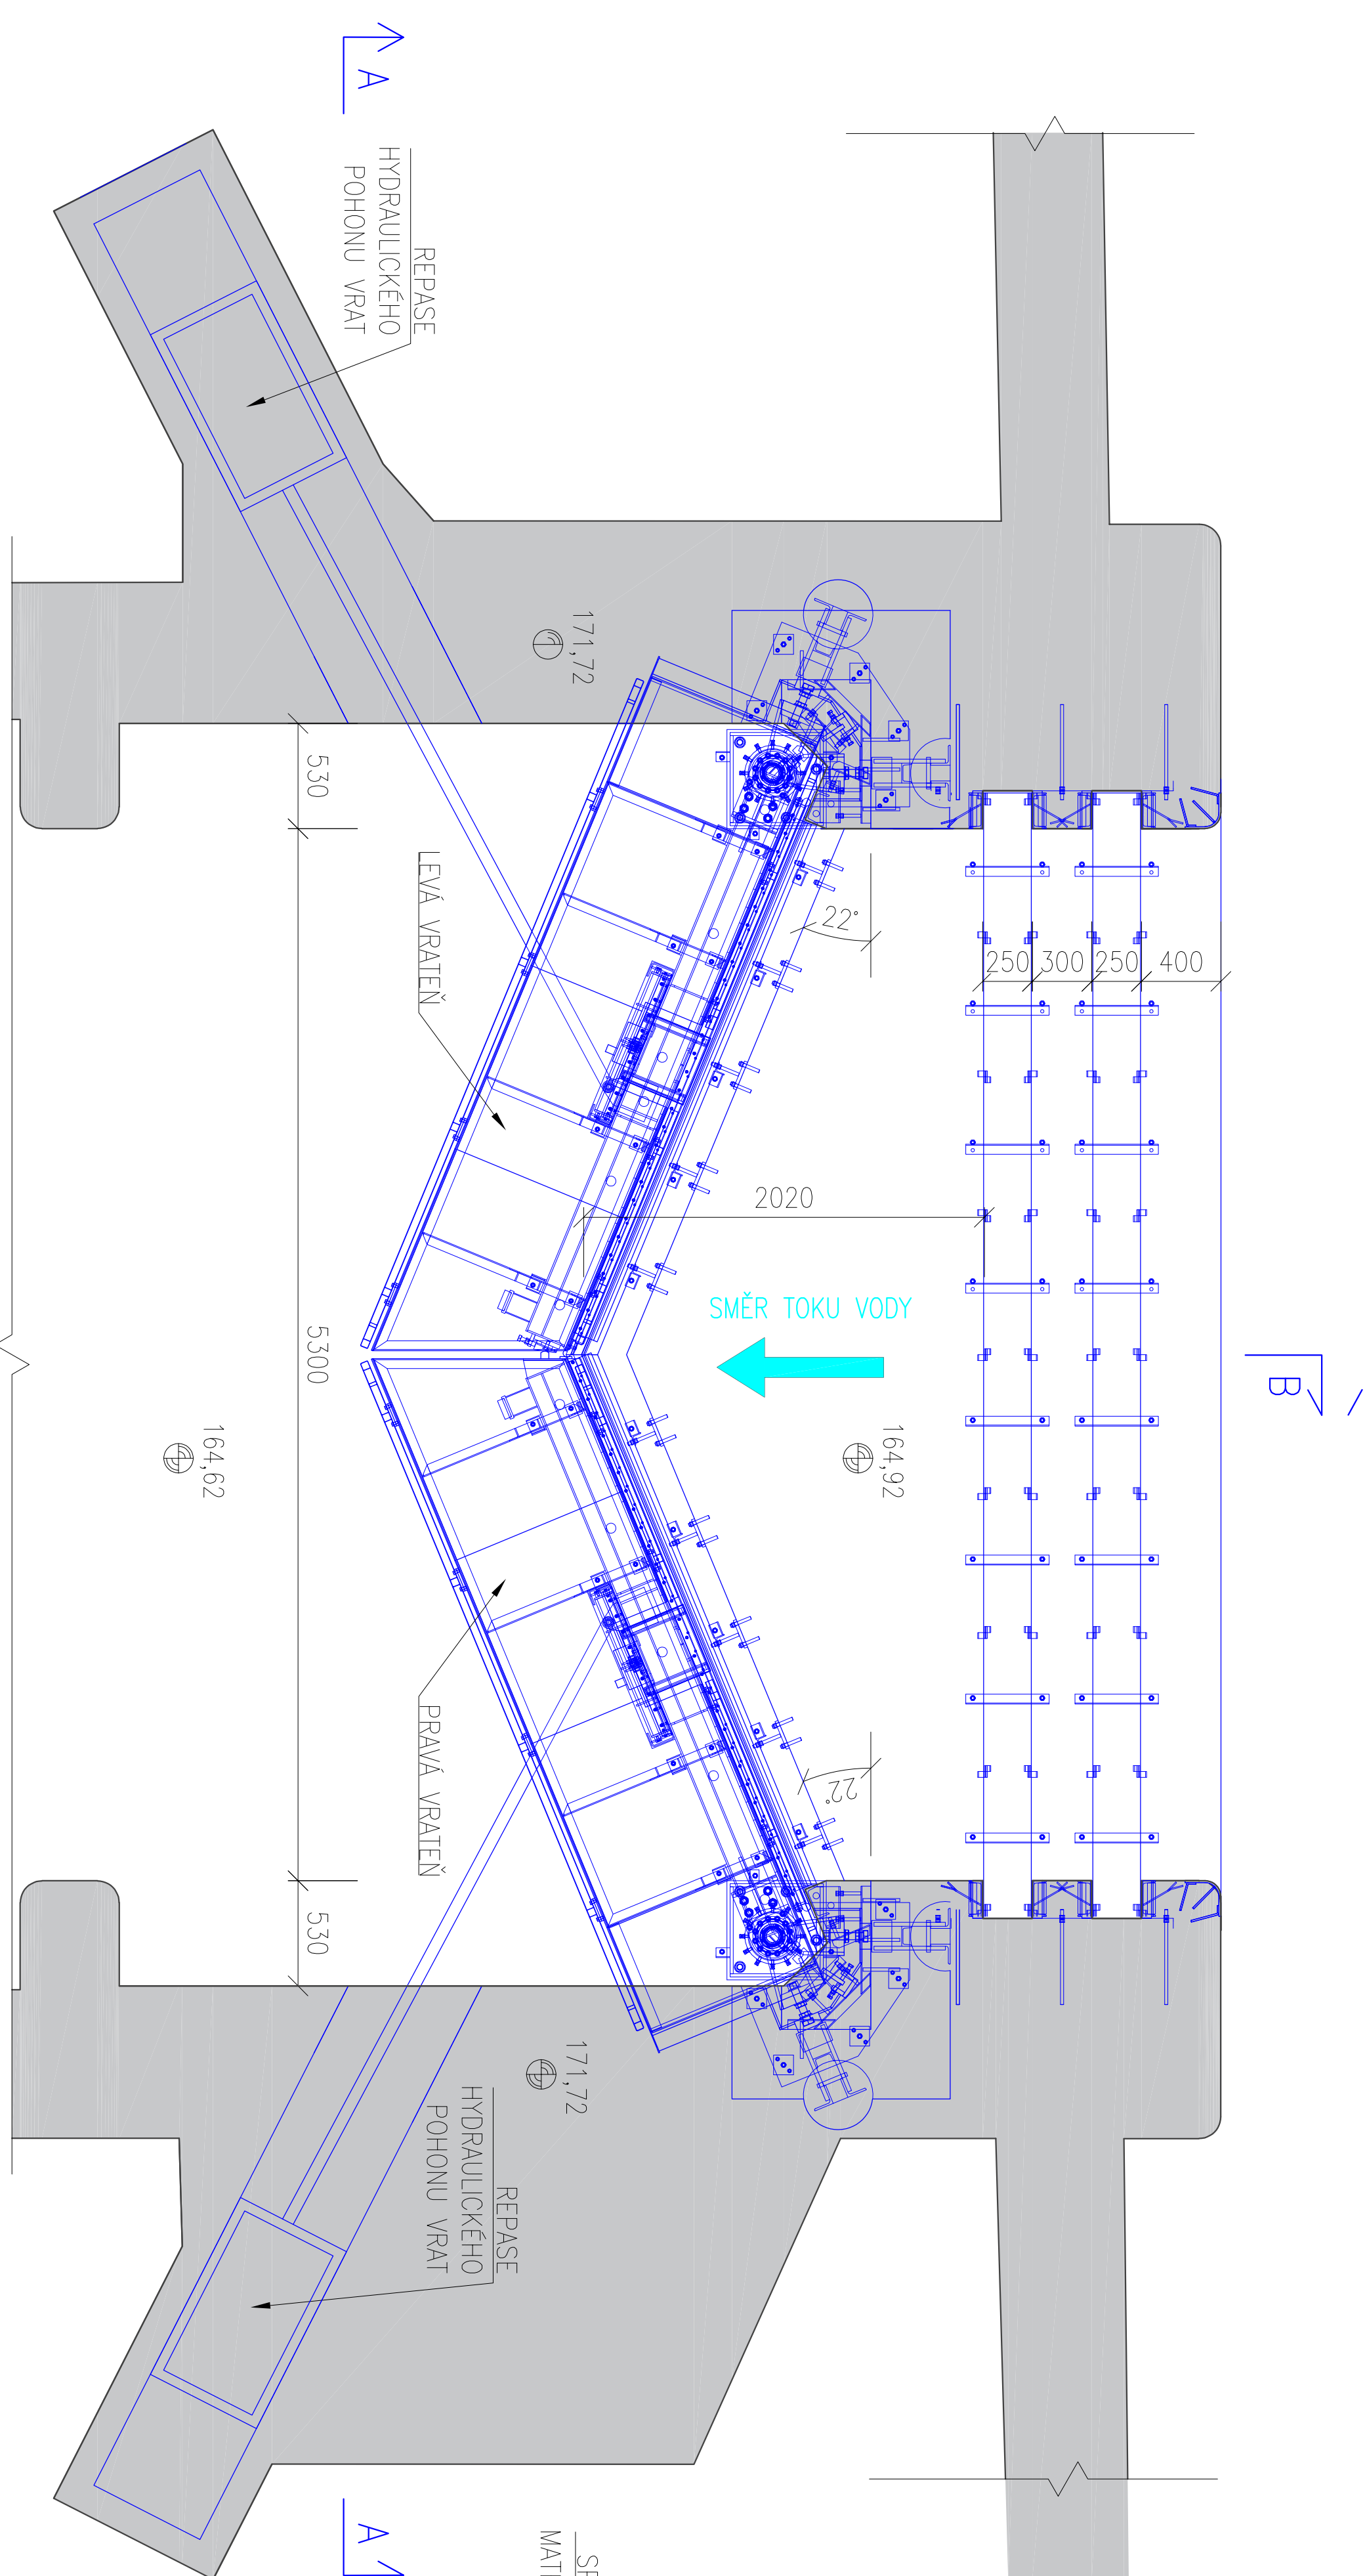 A
REPASE
HYDRAULICKÉHO
POHONU VRAT
171,72
530
LEVÁ VRATEŇ
22°
250
300
250
400
2020
SMĚR TOKU VODY
5300
B
164,92
164,62
PRAVÁ VRATEŇ
22°
530
171,72
REPASE
HYDRAULICKÉHO
POHONU VRAT
A